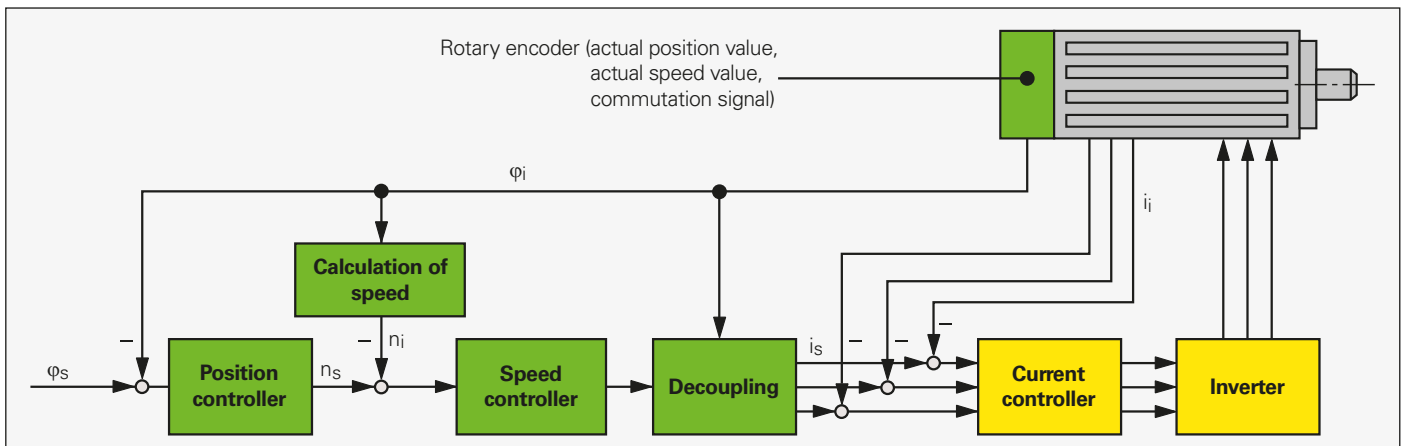 Rotary encoder (actual position value,
actual speed value,
commutation signal)
φi
ii
Calculation of
speed
–
–
ni
is
–
–
–
φs
Position
controller
ns
Speed
controller
Decoupling
Current
controller
Inverter